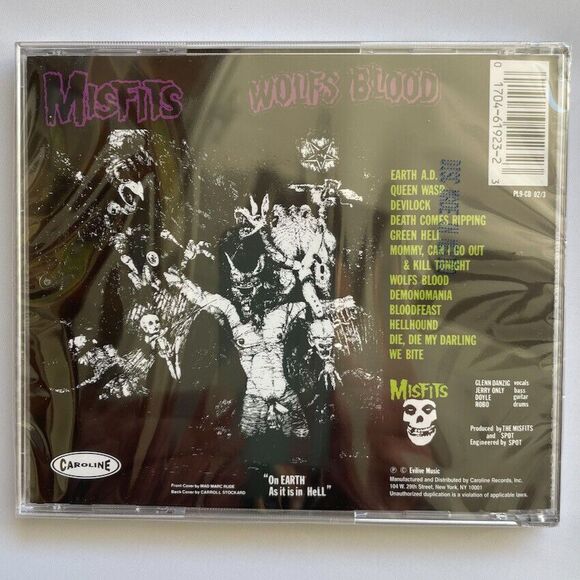 MISFITS
WOLFS BLOOD
0 1704-61923-2 3
PL9-CD 02/3
EARTH A.D.
QUEEN WASP
DEVILOCK
DEATH COMES RIPPING
GREEN HELL
MOMMY, CAN I GO OUT
& KILL TONIGHT
WOLFS BLOOD
DEMONOMANIA
BLOODFEAST
HELLHOUND
DIE, DIE MY DARLING
WE BITE
MISFITS
GLENN DANZIG vocals
JERRY ONLY bass
DOYLE guitar
ROBO drums
Produced by THE MISFITS
and SPOT
Engineered by SPOT
CAROLINE
Front Cover by MAD MARC RUDE
Back Cover by CARROLL STOCKARD
"On EARTH
As it is in HeLL"
Ⓟ © Evilive Music
Manufactured and Distributed by Caroline Records, Inc.
104 W. 29th Street, New York, NY 10001
Unauthorized duplication is a violation of applicable laws.